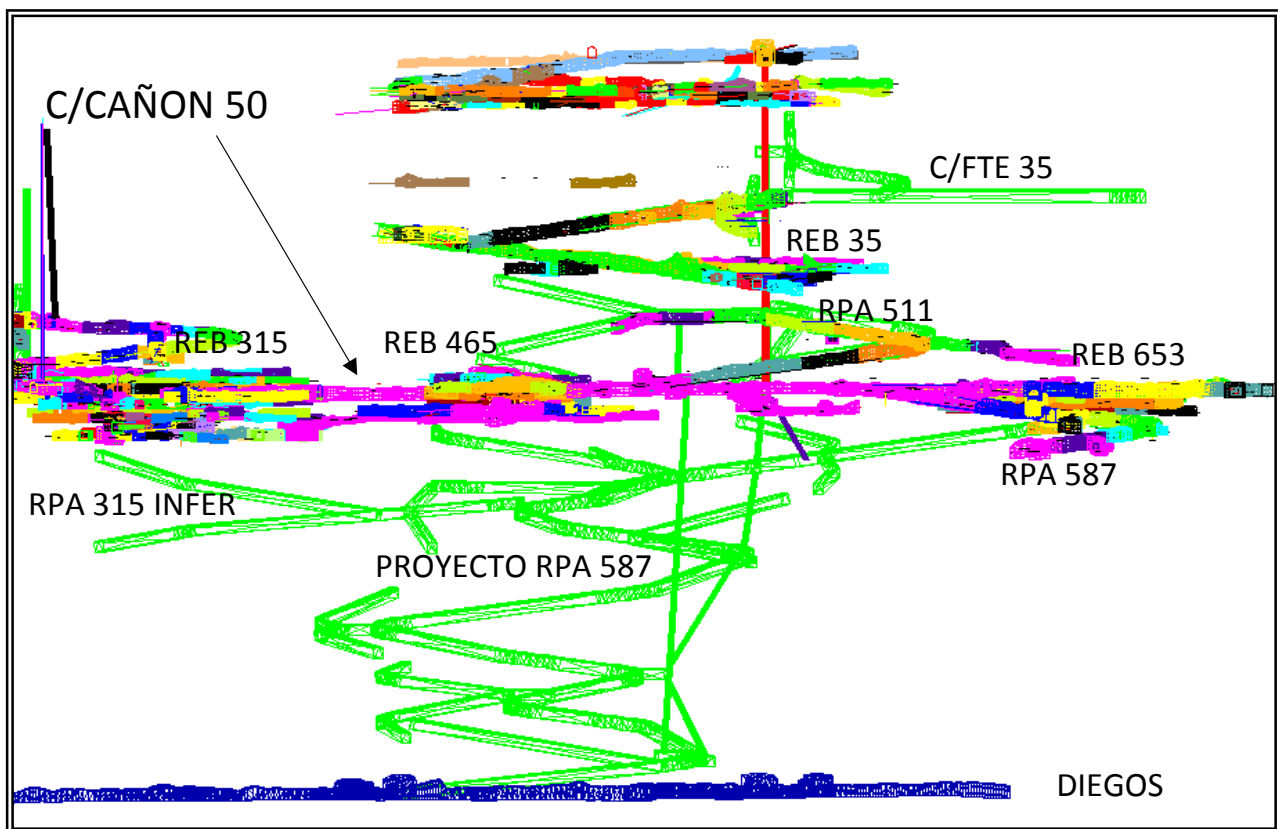 C/CAÑON 50
C/FTE 35
REB 35
RPA 511
REB 315
REB 465
REB 653
RPA 587
RPA 315 INFER
PROYECTO RPA 587
DIEGOS